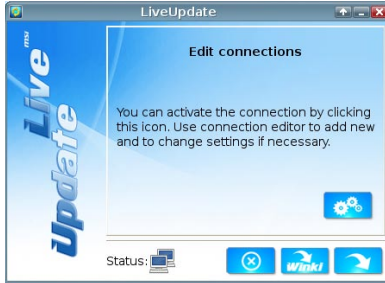 LiveUpdate
msi
Live
Update
Edit connections
You can activate the connection by clicking
this icon. Use connection editor to add new
and to change settings if necessary.
Status:
Winki